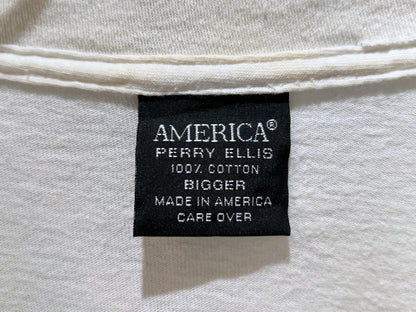 AMERICA®
PERRY ELLIS
100% COTTON
BIGGER
MADE IN AMERICA
CARE OVER